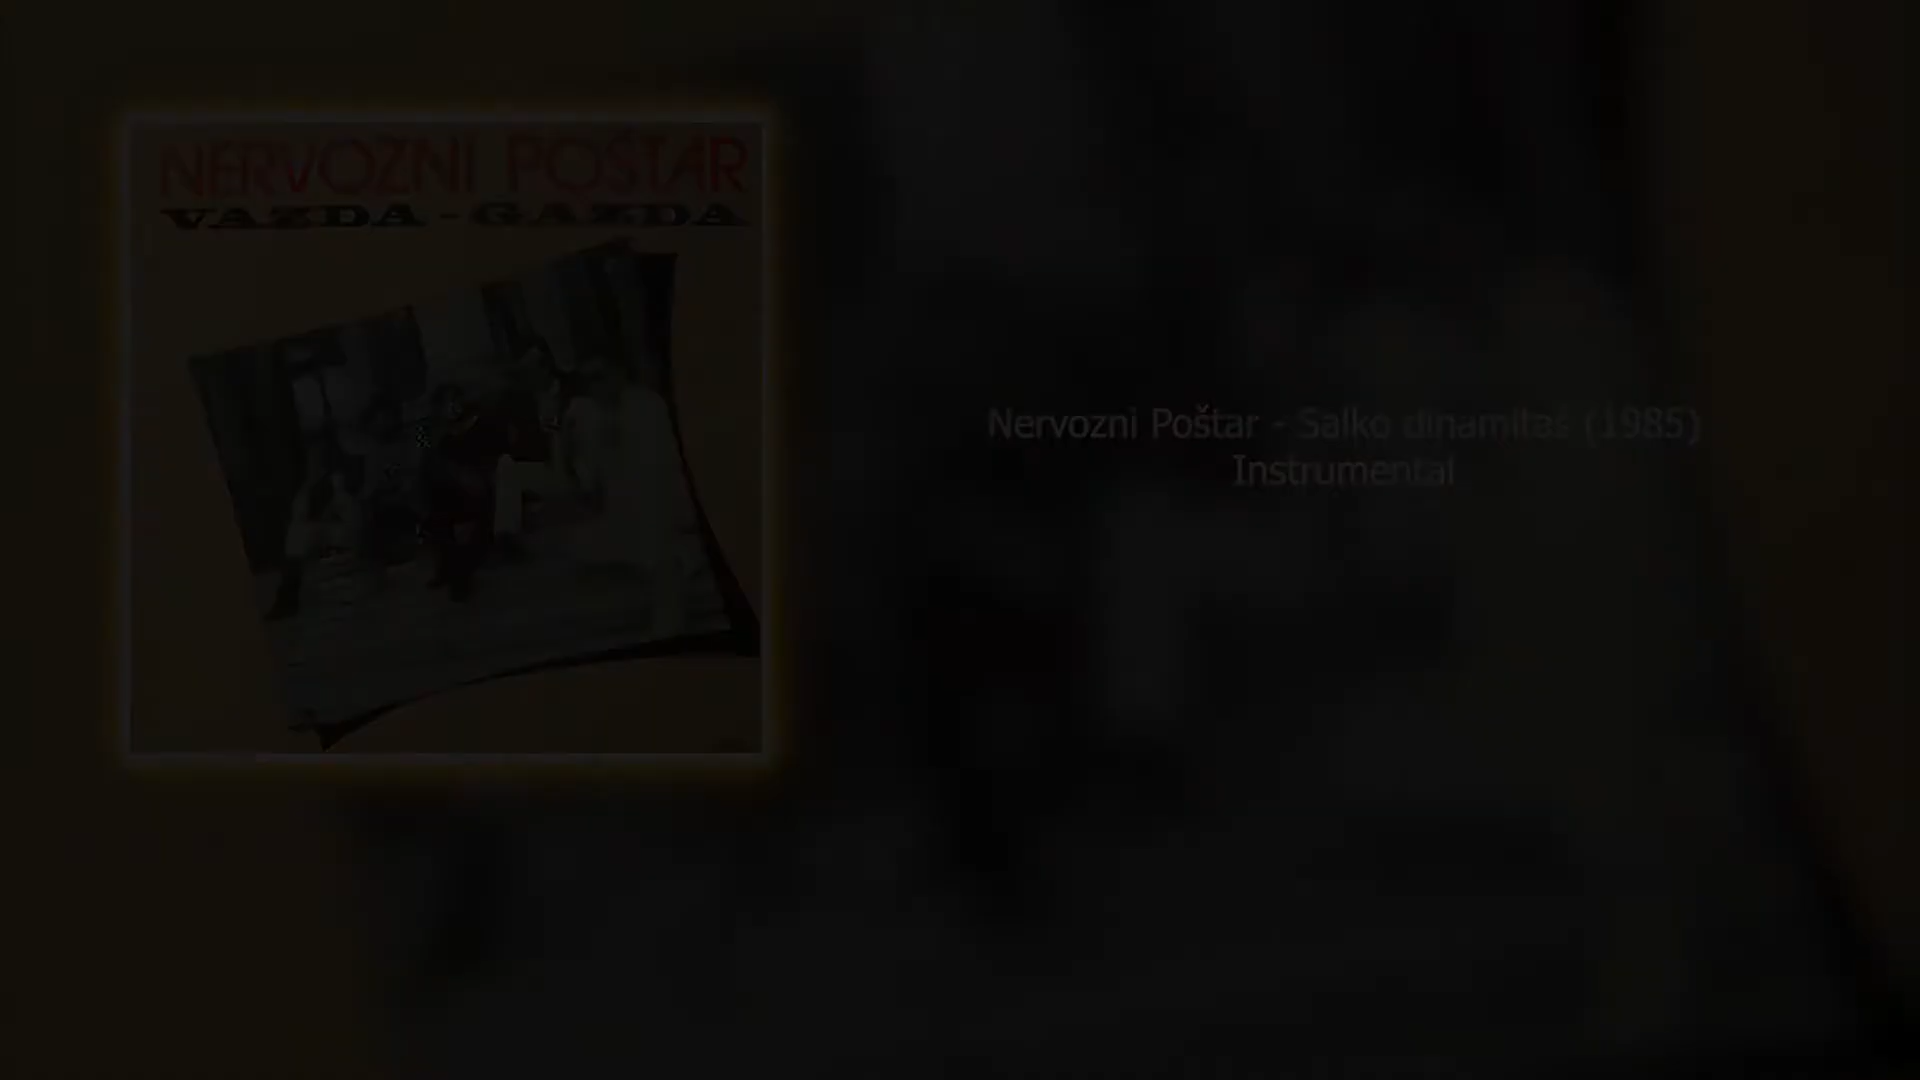 NERVOZNI POŠTAR
VAZDA - GAZDA
Nervozni Poštar - Salko dinamitaš (1985)
Instrumental